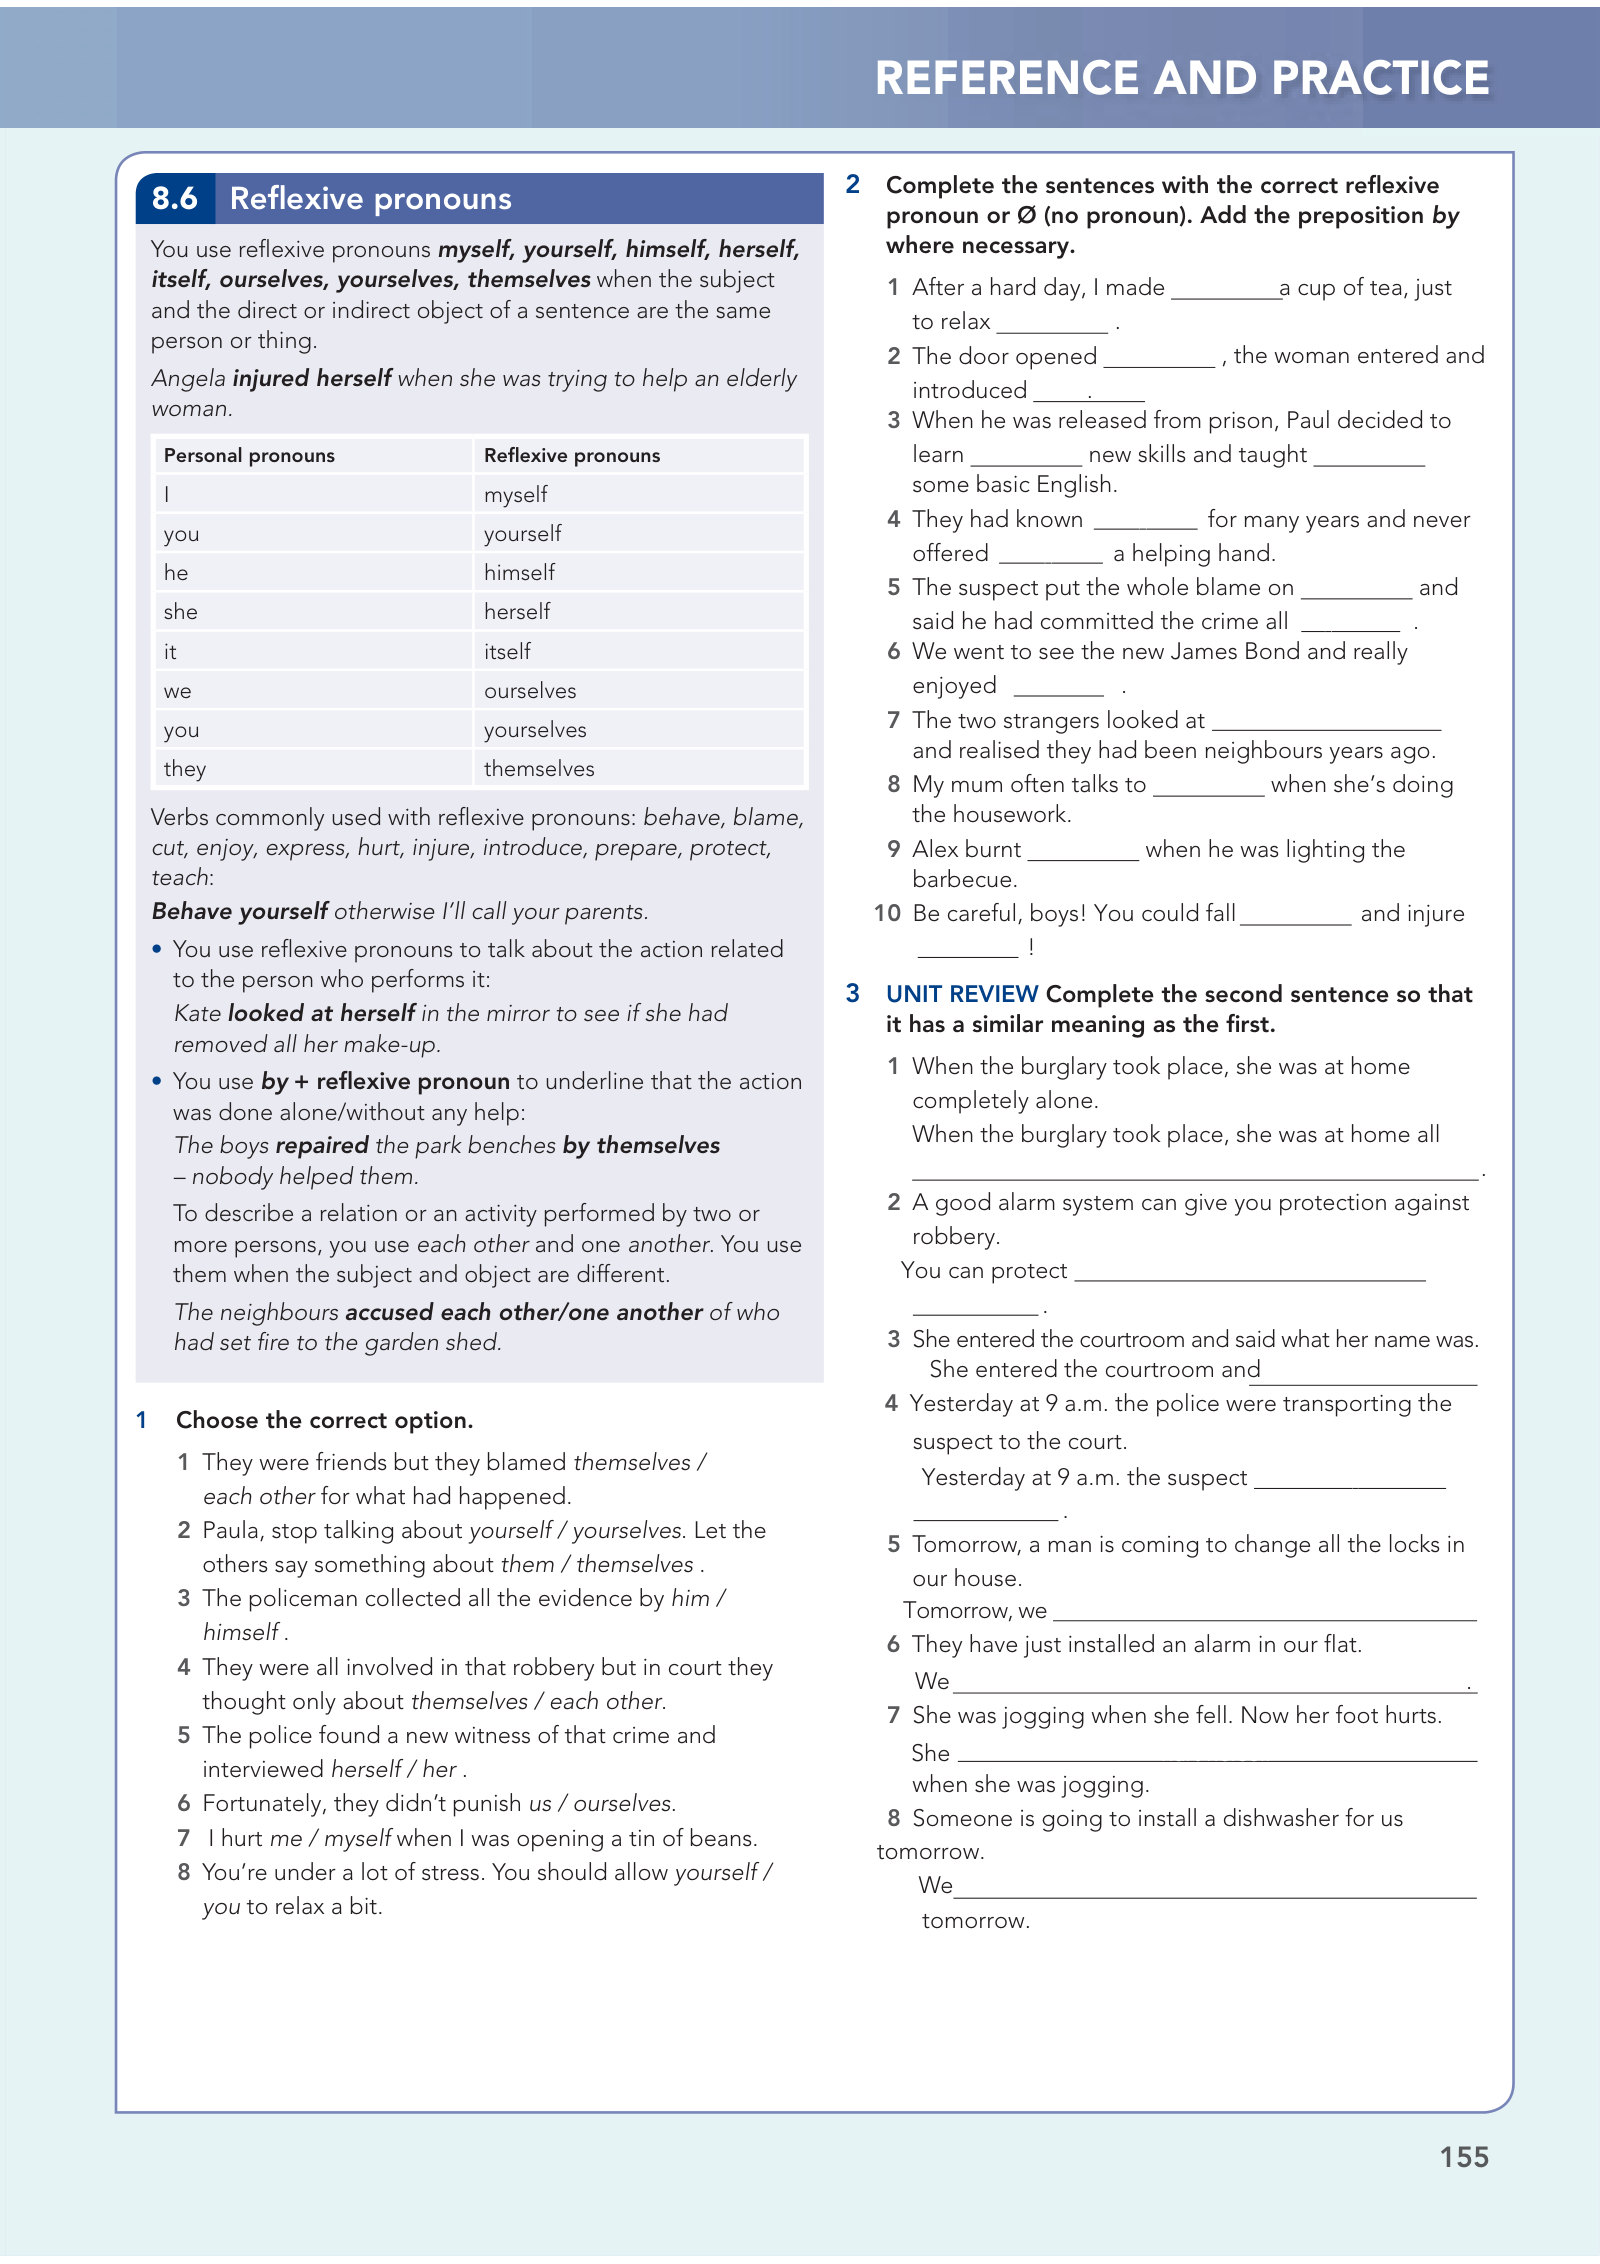 REFERENCE AND PRACTICE
8.6 Reflexive pronouns
You use reflexive pronouns myself, yourself, himself, herself,
itself, ourselves, yourselves, themselves when the subject
and the direct or indirect object of a sentence are the same
person or thing.
Angela injured herself when she was trying to help an elderly
woman.
Personal pronouns Reflexive pronouns
I myself
you yourself
he himself
she herself
it itself
we ourselves
you yourselves
they themselves
Verbs commonly used with reflexive pronouns: behave, blame,
cut, enjoy, express, hurt, injure, introduce, prepare, protect,
teach:
Behave yourself otherwise I'll call your parents.
• You use reflexive pronouns to talk about the action related
to the person who performs it:
Kate looked at herself in the mirror to see if she had
removed all her make-up.
• You use by + reflexive pronoun to underline that the action
was done alone/without any help:
The boys repaired the park benches by themselves
– nobody helped them.
To describe a relation or an activity performed by two or
more persons, you use each other and one another. You use
them when the subject and object are different.
The neighbours accused each other/one another of who
had set fire to the garden shed.
1 Choose the correct option.
1 They were friends but they blamed themselves /
each other for what had happened.
2 Paula, stop talking about yourself / yourselves. Let the
others say something about them / themselves .
3 The policeman collected all the evidence by him /
himself .
4 They were all involved in that robbery but in court they
thought only about themselves / each other.
5 The police found a new witness of that crime and
interviewed herself / her .
6 Fortunately, they didn't punish us / ourselves.
7 I hurt me / myself when I was opening a tin of beans.
8 You're under a lot of stress. You should allow yourself /
you to relax a bit.
2 Complete the sentences with the correct reflexive
pronoun or Ø (no pronoun). Add the preposition by
where necessary.
1 After a hard day, I made _________a cup of tea, just
to relax _________ .
2 The door opened _________ , the woman entered and
introduced ____.____
3 When he was released from prison, Paul decided to
learn _________ new skills and taught _________
some basic English.
4 They had known ________ for many years and never
offered ________ a helping hand.
5 The suspect put the whole blame on _________ and
said he had committed the crime all ________ .
6 We went to see the new James Bond and really
enjoyed _______ .
7 The two strangers looked at __________________
and realised they had been neighbours years ago.
8 My mum often talks to _________ when she's doing
the housework.
9 Alex burnt _________ when he was lighting the
barbecue.
10 Be careful, boys! You could fall_________ and injure
________ !
3 UNIT REVIEW Complete the second sentence so that
it has a similar meaning as the first.
1 When the burglary took place, she was at home
completely alone.
When the burglary took place, she was at home all
______________________________________________.
2 A good alarm system can give you protection against
robbery.
You can protect ____________________________
__________.
3 She entered the courtroom and said what her name was.
She entered the courtroom and__________________
4 Yesterday at 9 a.m. the police were transporting the
suspect to the court.
Yesterday at 9 a.m. the suspect _______________
___________ .
5 Tomorrow, a man is coming to change all the locks in
our house.
Tomorrow, we __________________________________
6 They have just installed an alarm in our flat.
We __________________________________________.
7 She was jogging when she fell. Now her foot hurts.
She __________________________________________
when she was jogging.
8 Someone is going to install a dishwasher for us
tomorrow.
We__________________________________________
tomorrow.
155